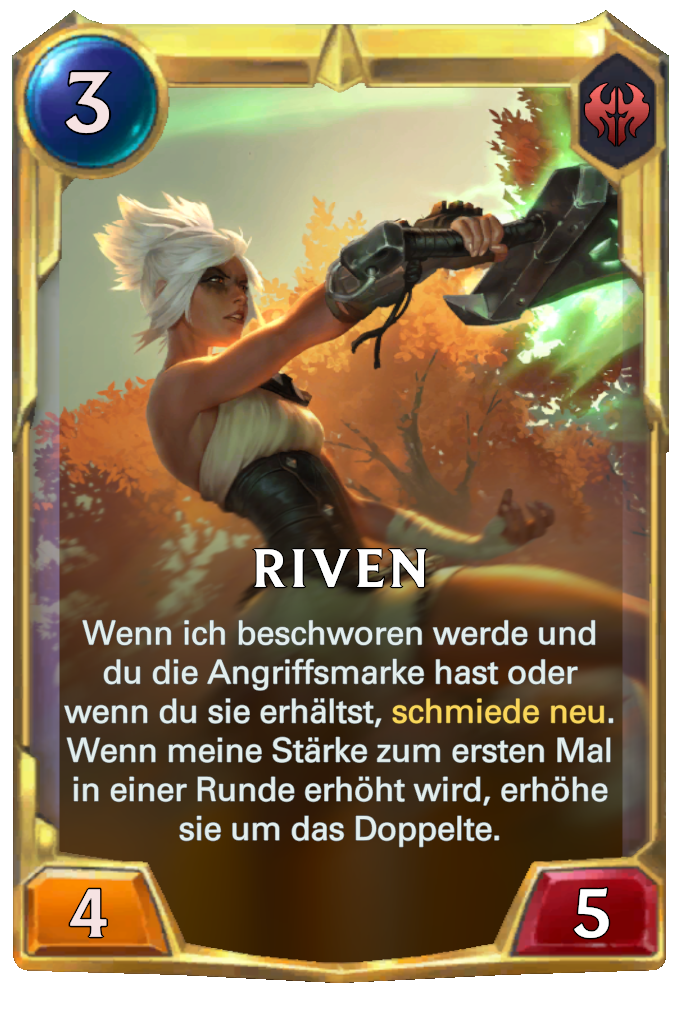 3
RIVEN
Wenn ich beschworen werde und
du die Angriffsmarke hast oder
wenn du sie erhältst, schmiede neu.
Wenn meine Stärke zum ersten Mal
in einer Runde erhöht wird, erhöhe
sie um das Doppelte.
4
5